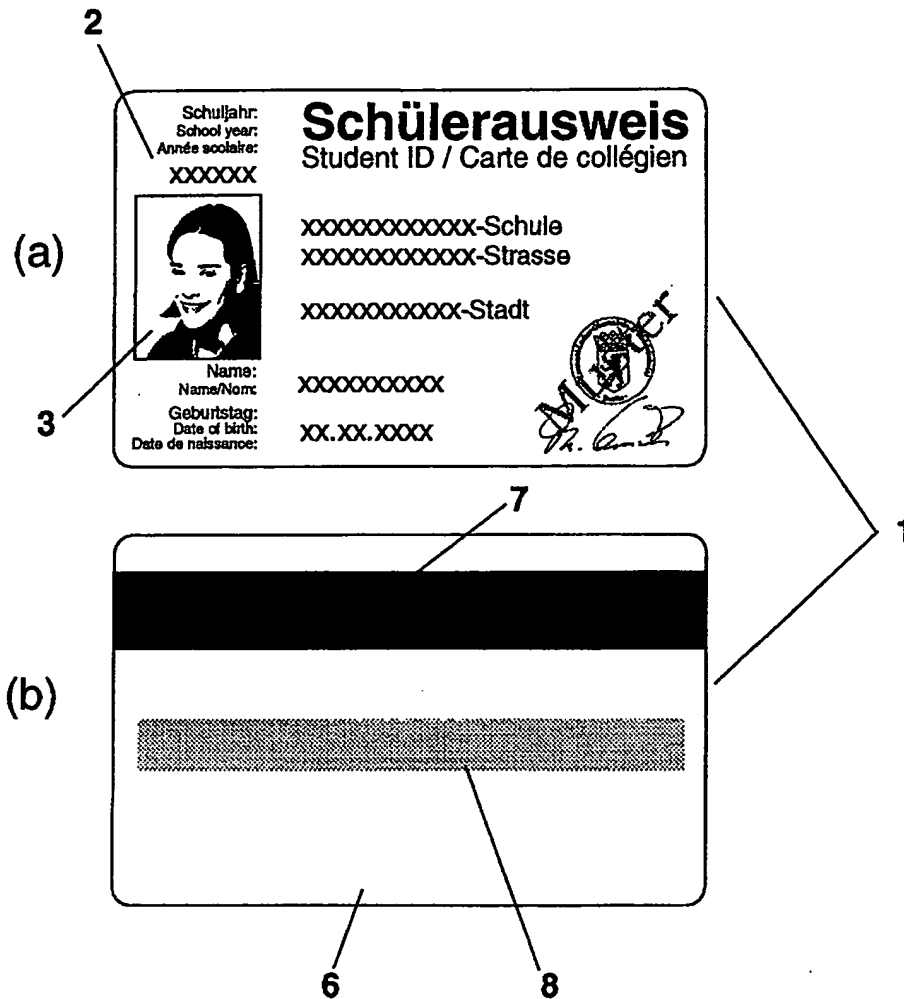 2
Schuljahr:
School year:
Année scolaire:
XXXXXX
Schülerausweis
Student ID / Carte de collégien
(a)
XXXXXXXXXXXXX-Schule
XXXXXXXXXXXXX-Strasse
XXXXXXXXXXXX-Stadt
Muster
3
Name:
Name/Nom:
XXXXXXXXXX
Geburtstag:
Date of birth:
Date de naissance:
XX.XX.XXXX
7
1
(b)
6
8